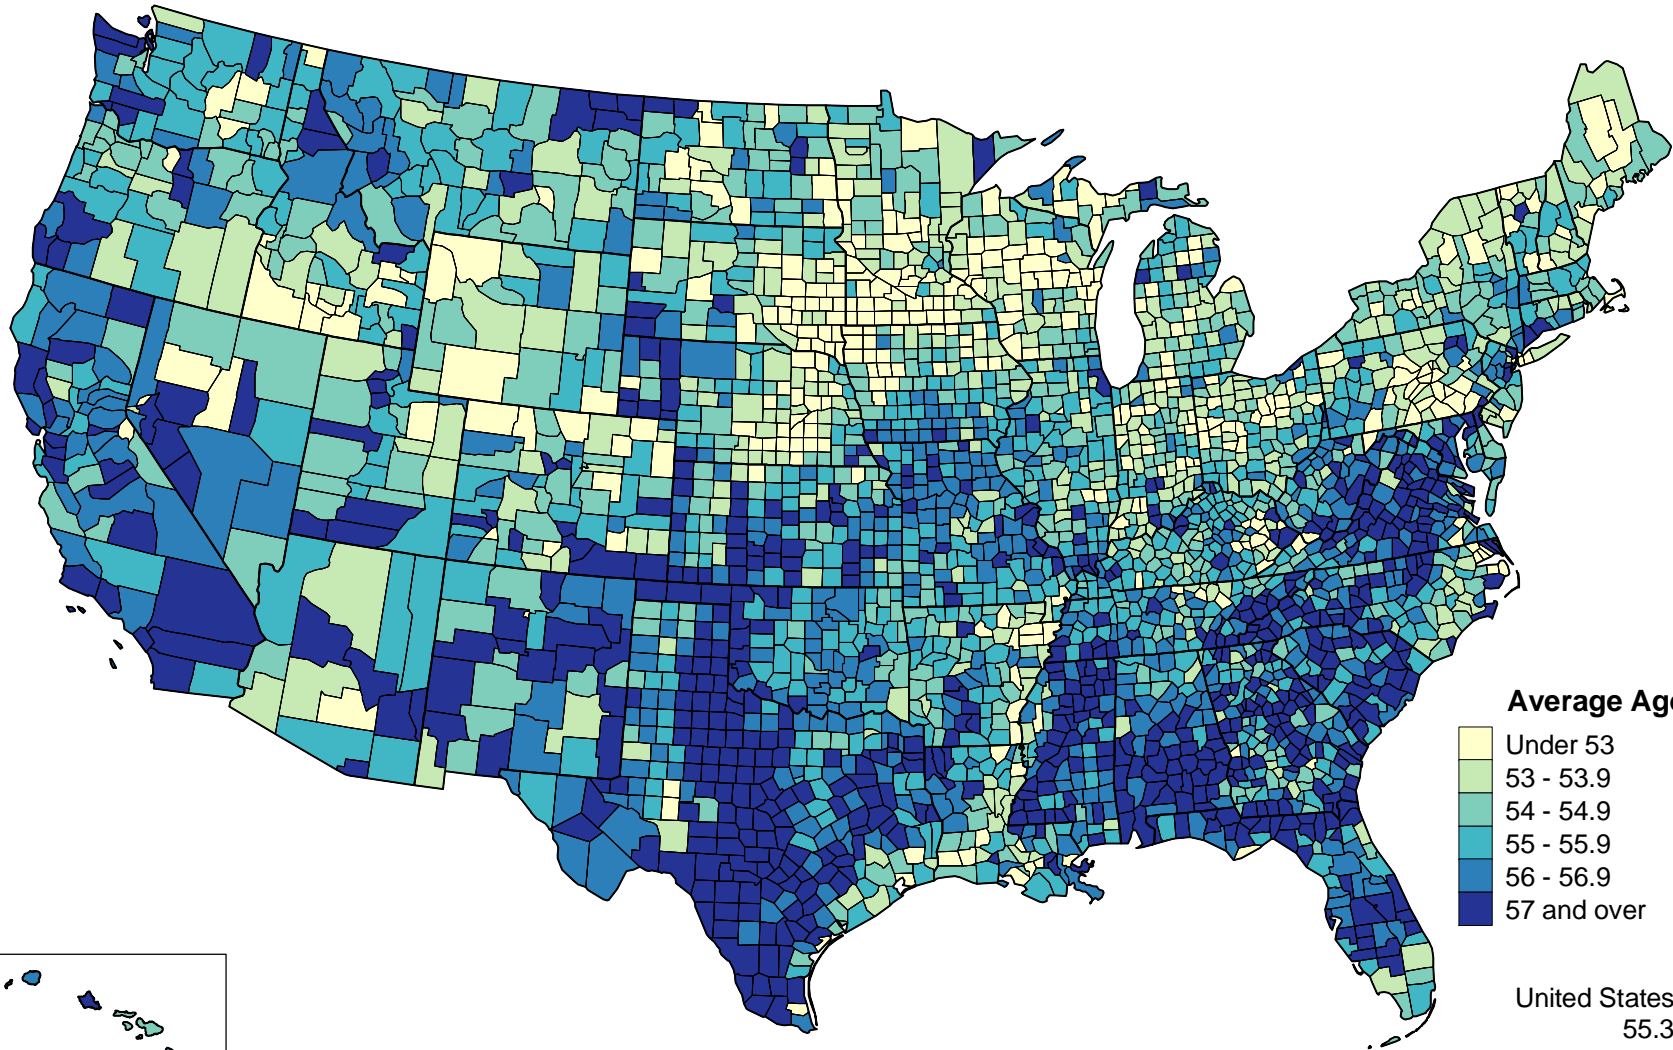 Average Ag
Under 53
53 - 53.9
54 - 54.9
55 - 55.9
56 - 56.9
57 and over
United States
55.3